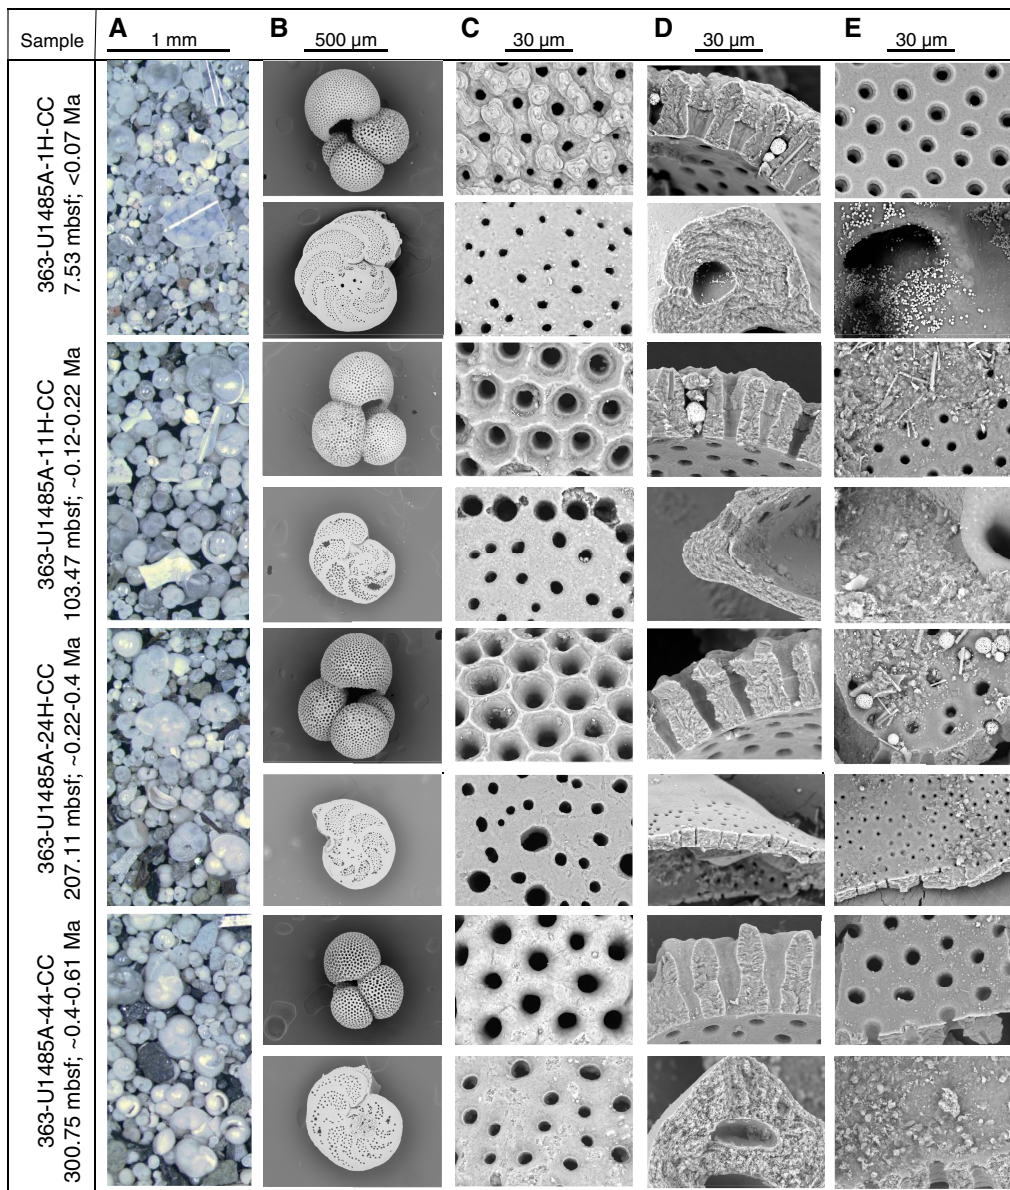 Sample
A
1 mm
B
500 µm
C
30 µm
D
30 µm
E
30 µm
363-U1485A-1H-CC
7.53 mbsf; <0.07 Ma
363-U1485A-11H-CC
103.47 mbsf; ~0.12-0.22 Ma
363-U1485A-24H-CC
207.11 mbsf; ~0.22-0.4 Ma
363-U1485A-44-CC
300.75 mbsf; ~0.4-0.61 Ma